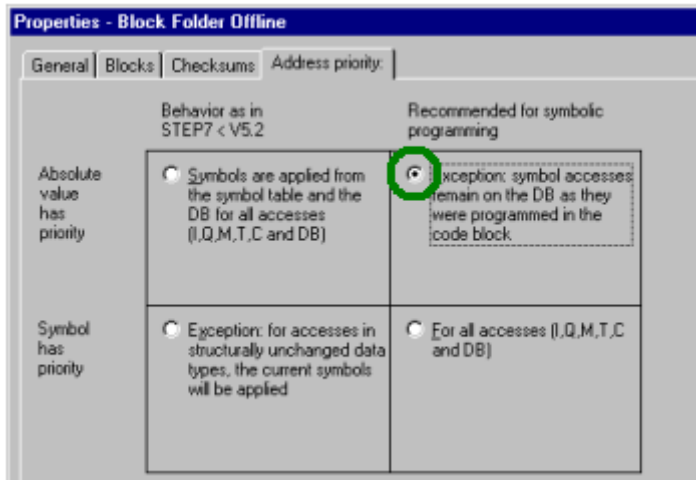 Properties - Block Folder Offline
General Blocks Checksums Address priority:
Behavior as in
STEP7 < V5.2
Recommended for symbolic
programming
Absolute
value
has
priority
Symbols are applied from
the symbol table and the
DB for all accesses
(I,Q,M,T,C and DB)
Exception: symbol accesses
remain on the DB as they
were programmed in the
code block
Symbol
has
priority
Exception: for accesses in
structurally unchanged data
types, the current symbols
will be applied
For all accesses (I,Q,M,T,C
and DB)